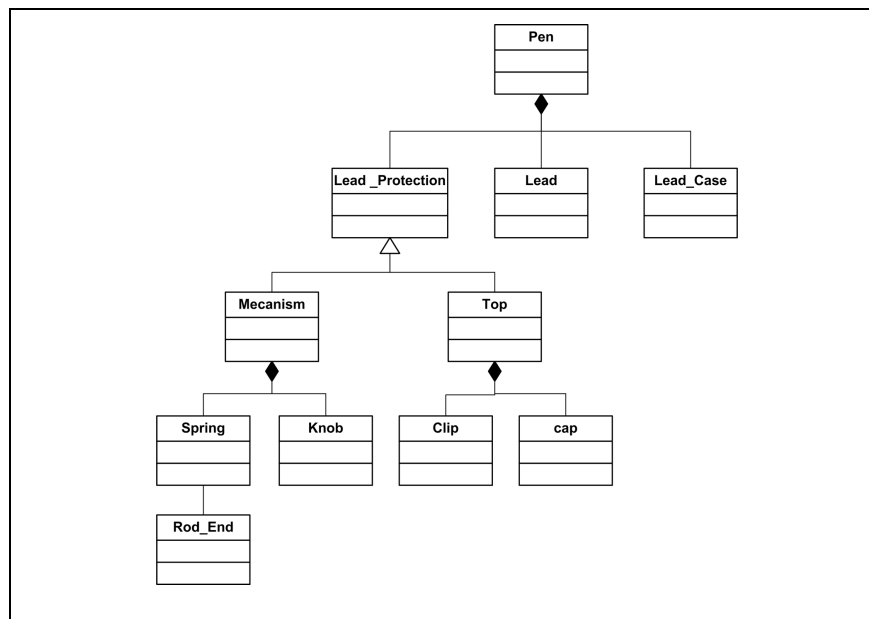 Pen
Lead _Protection
Lead
Lead_Case
Mecanism
Top
Spring
Knob
Clip
cap
Rod_End